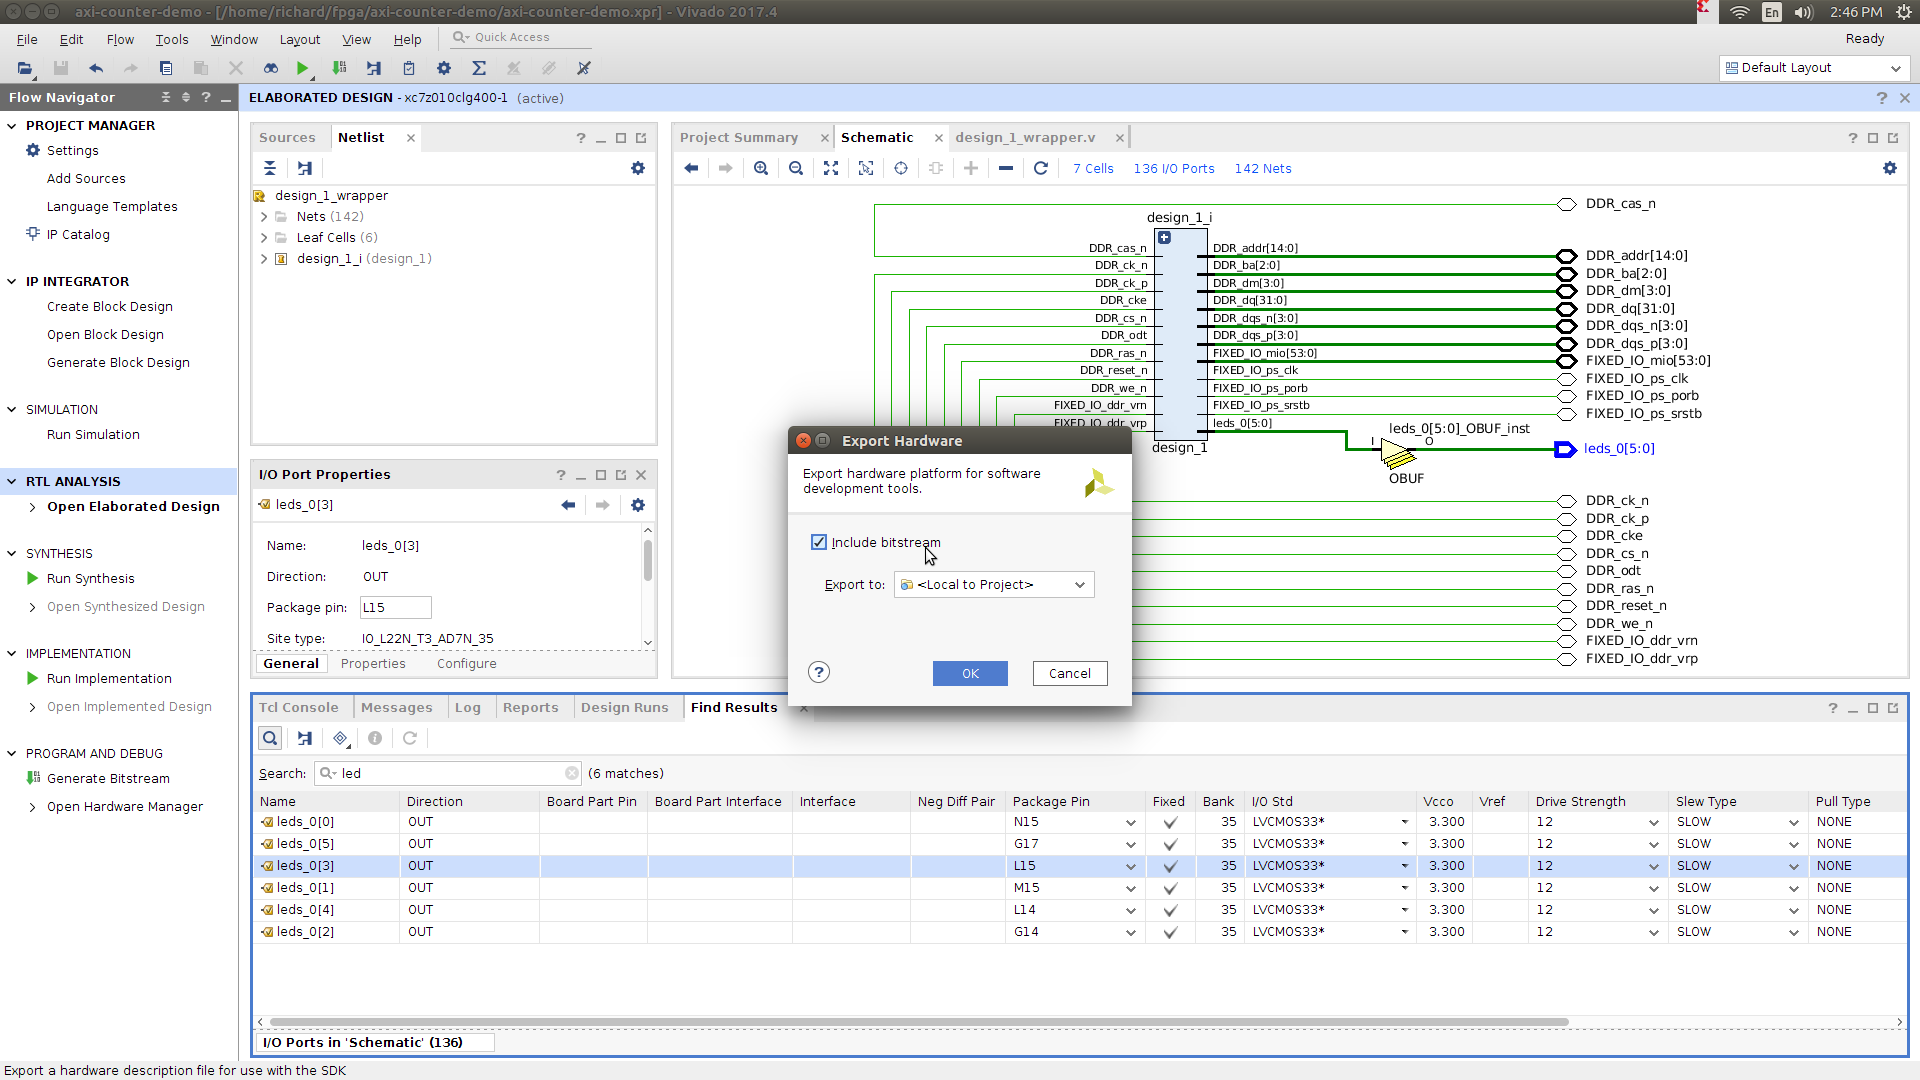 axi-counter-demo - [/home/richard/fpga/axi-counter-demo/axi-counter-demo.xpr] - Vivado 2017.4
En 2:46 PM
File Edit Flow Tools Window Layout View Help Quick Access
Ready
Default Layout
Flow Navigator
PROJECT MANAGER
Settings
Add Sources
Language Templates
IP Catalog
IP INTEGRATOR
Create Block Design
Open Block Design
Generate Block Design
SIMULATION
Run Simulation
RTL ANALYSIS
Open Elaborated Design
SYNTHESIS
Run Synthesis
Open Synthesized Design
IMPLEMENTATION
Run Implementation
Open Implemented Design
PROGRAM AND DEBUG
Generate Bitstream
Open Hardware Manager
ELABORATED DESIGN - xc7z010clg400-1 (active)
Sources Netlist
design_1_wrapper
Nets (142)
Leaf Cells (6)
design_1_i (design_1)
I/O Port Properties
leds_0[3]
Name: leds_0[3]
Direction: OUT
Package pin: L15
Site type: IO_L22N_T3_AD7N_35
General Properties Configure
Project Summary Schematic design_1_wrapper.v
7 Cells 136 I/O Ports 142 Nets
design_1_i
DDR_cas_n
DDR_ck_n
DDR_ck_p
DDR_cke
DDR_cs_n
DDR_odt
DDR_ras_n
DDR_reset_n
DDR_we_n
FIXED_IO_ddr_vrn
FIXED_IO_ddr_vrp
DDR_addr[14:0]
DDR_ba[2:0]
DDR_dm[3:0]
DDR_dq[31:0]
DDR_dqs_n[3:0]
DDR_dqs_p[3:0]
FIXED_IO_mio[53:0]
FIXED_IO_ps_clk
FIXED_IO_ps_porb
FIXED_IO_ps_srstb
leds_0[5:0]
design_1
leds_0[5:0]_OBUF_inst
I O
OBUF
DDR_cas_n
DDR_addr[14:0]
DDR_ba[2:0]
DDR_dm[3:0]
DDR_dq[31:0]
DDR_dqs_n[3:0]
DDR_dqs_p[3:0]
FIXED_IO_mio[53:0]
FIXED_IO_ps_clk
FIXED_IO_ps_porb
FIXED_IO_ps_srstb
leds_0[5:0]
DDR_ck_n
DDR_ck_p
DDR_cke
DDR_cs_n
DDR_odt
DDR_ras_n
DDR_reset_n
DDR_we_n
FIXED_IO_ddr_vrn
FIXED_IO_ddr_vrp
Export Hardware
Export hardware platform for software
development tools.
Include bitstream
Export to: <Local to Project>
OK Cancel
Tcl Console Messages Log Reports Design Runs Find Results
Search: led (6 matches)
Name Direction Board Part Pin Board Part Interface Interface Neg Diff Pair Package Pin Fixed Bank I/O Std Vcco Vref Drive Strength Slew Type Pull Type
leds_0[0] OUT N15 35 LVCMOS33* 3.300 12 SLOW NONE
leds_0[5] OUT G17 35 LVCMOS33* 3.300 12 SLOW NONE
leds_0[3] OUT L15 35 LVCMOS33* 3.300 12 SLOW NONE
leds_0[1] OUT M15 35 LVCMOS33* 3.300 12 SLOW NONE
leds_0[4] OUT L14 35 LVCMOS33* 3.300 12 SLOW NONE
leds_0[2] OUT G14 35 LVCMOS33* 3.300 12 SLOW NONE
I/O Ports in 'Schematic' (136)
Export a hardware description file for use with the SDK